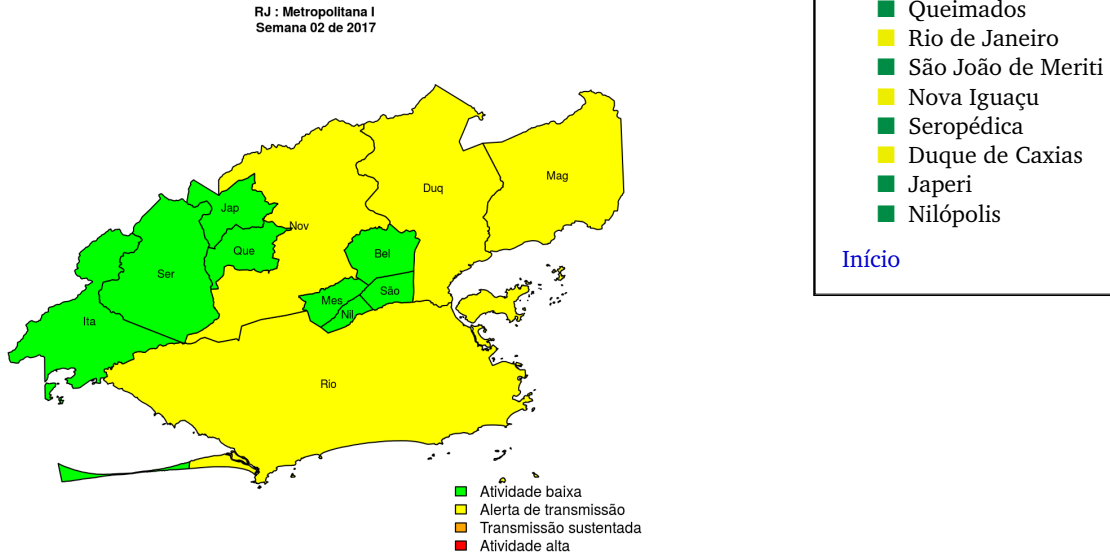 RJ : Metropolitana I
Semana 02 de 2017
Mag
Duq
Jap
Nov
Que
Bel
Ser
São
Mes
Nil
Ita
Rio
Atividade baixa
Alerta de transmissão
Transmissão sustentada
Atividade alta
Queimados
Rio de Janeiro
São João de Meriti
Nova Iguaçu
Seropédica
Duque de Caxias
Japeri
Nilópolis
Início